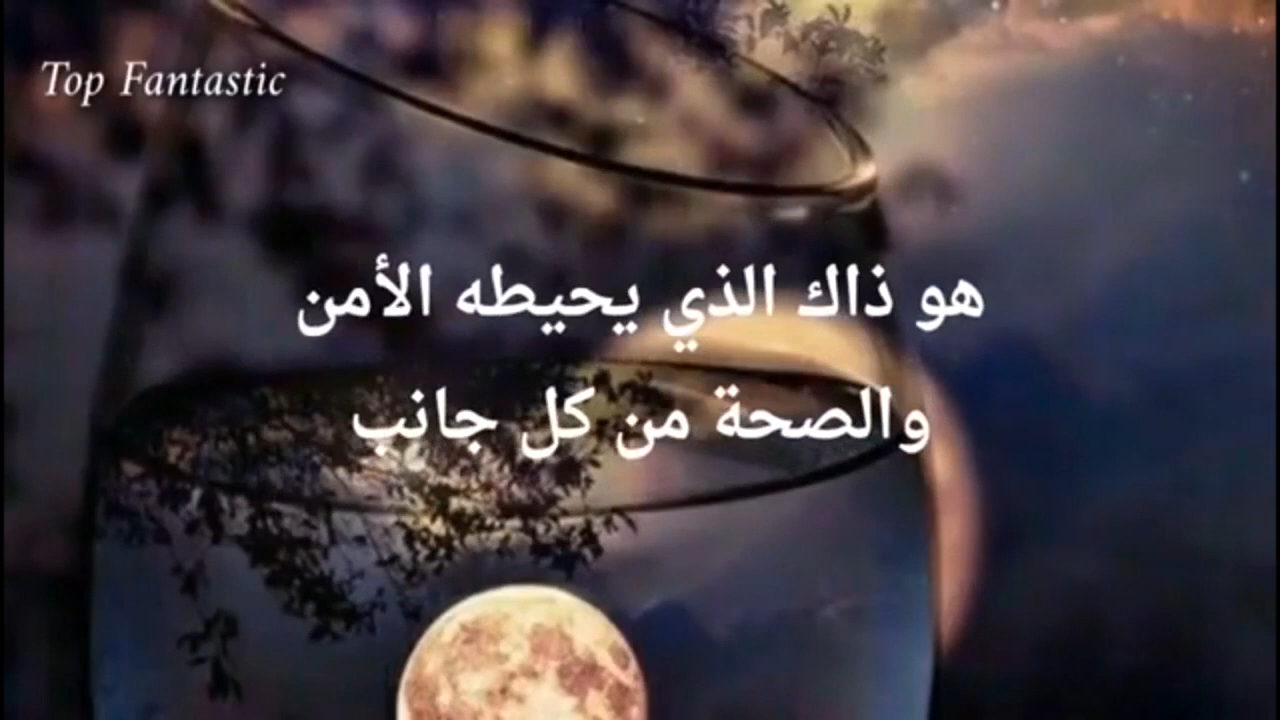 Top Fantastic
هو ذاك الذي يحيطه الأمن
والصحة من كل جانب